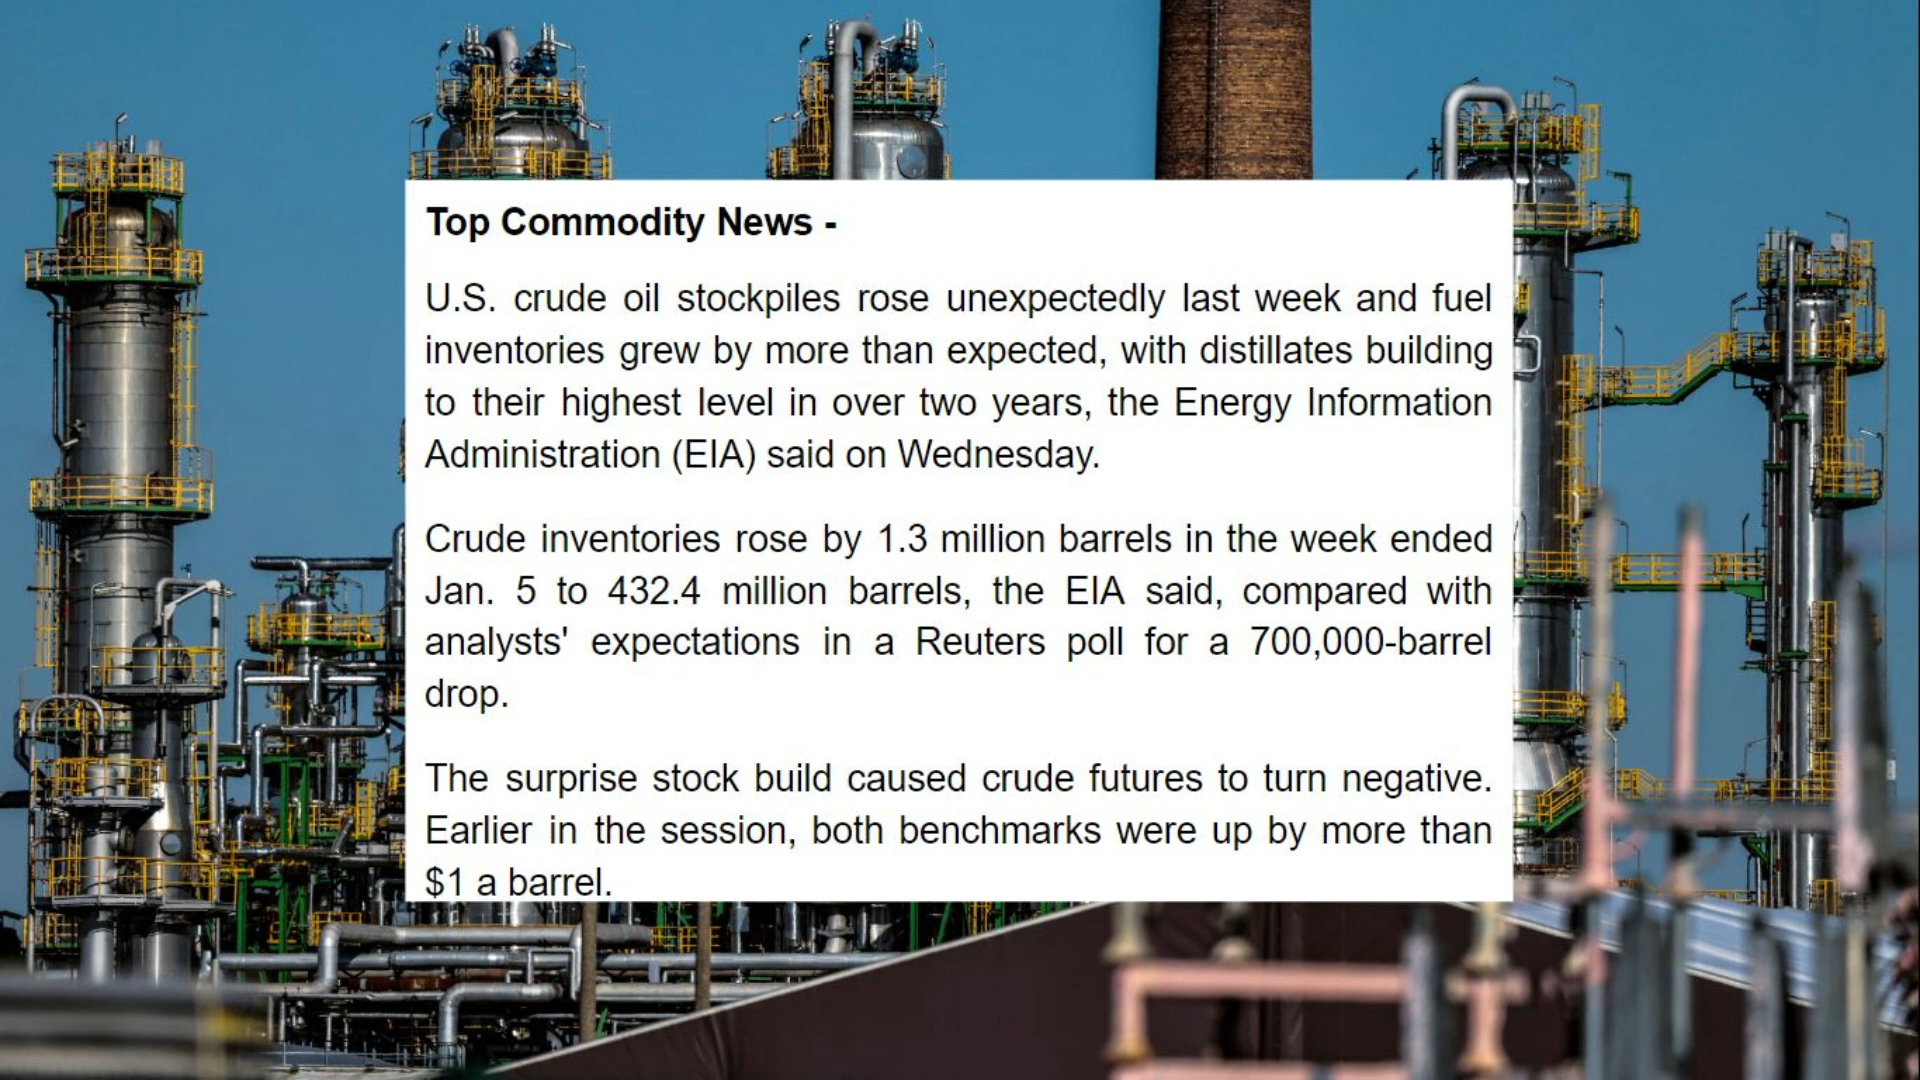 Top Commodity News -
U.S. crude oil stockpiles rose unexpectedly last week and fuel
inventories grew by more than expected, with distillates building
to their highest level in over two years, the Energy Information
Administration (EIA) said on Wednesday.
Crude inventories rose by 1.3 million barrels in the week ended
Jan. 5 to 432.4 million barrels, the EIA said, compared with
analysts' expectations in a Reuters poll for a 700,000-barrel
drop.
The surprise stock build caused crude futures to turn negative.
Earlier in the session, both benchmarks were up by more than
$1 a barrel.